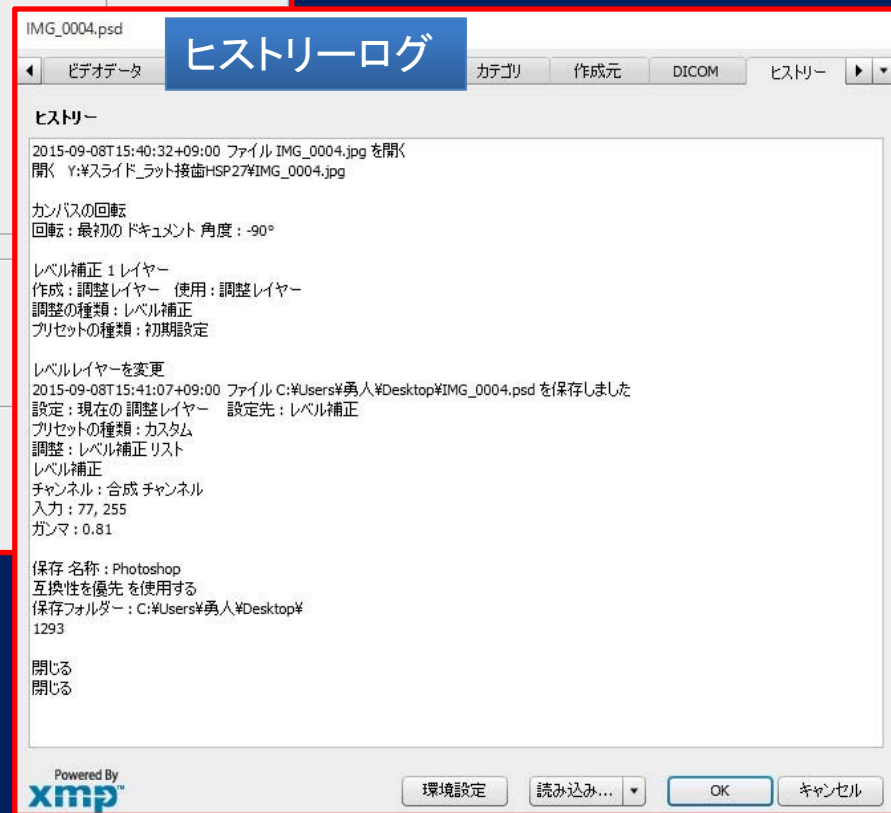 IMG_0004.psd
ヒストリーログ
ビデオデータ
カテゴリ
作成元
DICOM
ヒストリー
ヒストリー
2015-09-08T15:40:32+09:00 ファイル IMG_0004.jpg を開く
開く Y:¥スライド_ラット接歯HSP27¥IMG_0004.jpg
カンバスの回転
回転 : 最初の ドキュメント 角度 : -90°
レベル補正 1 レイヤー
作成 : 調整レイヤー 使用 : 調整レイヤー
調整の種類 : レベル補正
プリセットの種類 : 初期設定
レベルレイヤーを変更
2015-09-08T15:41:07+09:00 ファイル C:¥Users¥勇人¥Desktop¥IMG_0004.psd を保存しました
設定 : 現在の 調整レイヤー 設定先 : レベル補正
プリセットの種類 : カスタム
調整 : レベル補正 リスト
レベル補正
チャンネル : 合成 チャンネル
入力 : 77, 255
ガンマ : 0.81
保存 名称 : Photoshop
互換性を優先 を使用する
保存フォルダー : C:¥Users¥勇人¥Desktop¥
1293
閉じる
閉じる
Powered By
xmp™
環境設定
読み込み...
OK
キャンセル